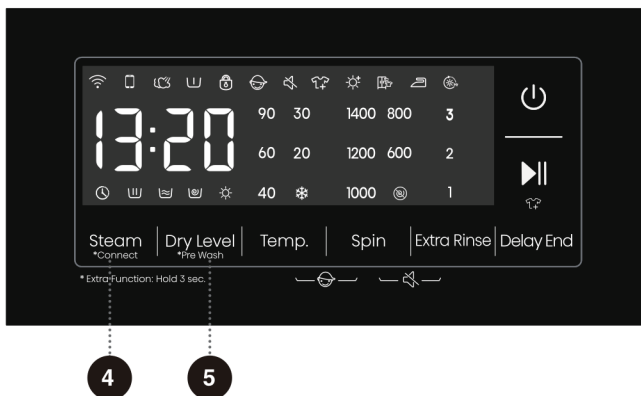 13:20
90 30 1400 800 3
60 20 1200 600 2
40 1000 1
Steam Dry Level Temp. Spin Extra Rinse Delay End
*Connect *Pre Wash
* Extra Function: Hold 3 sec.
4 5